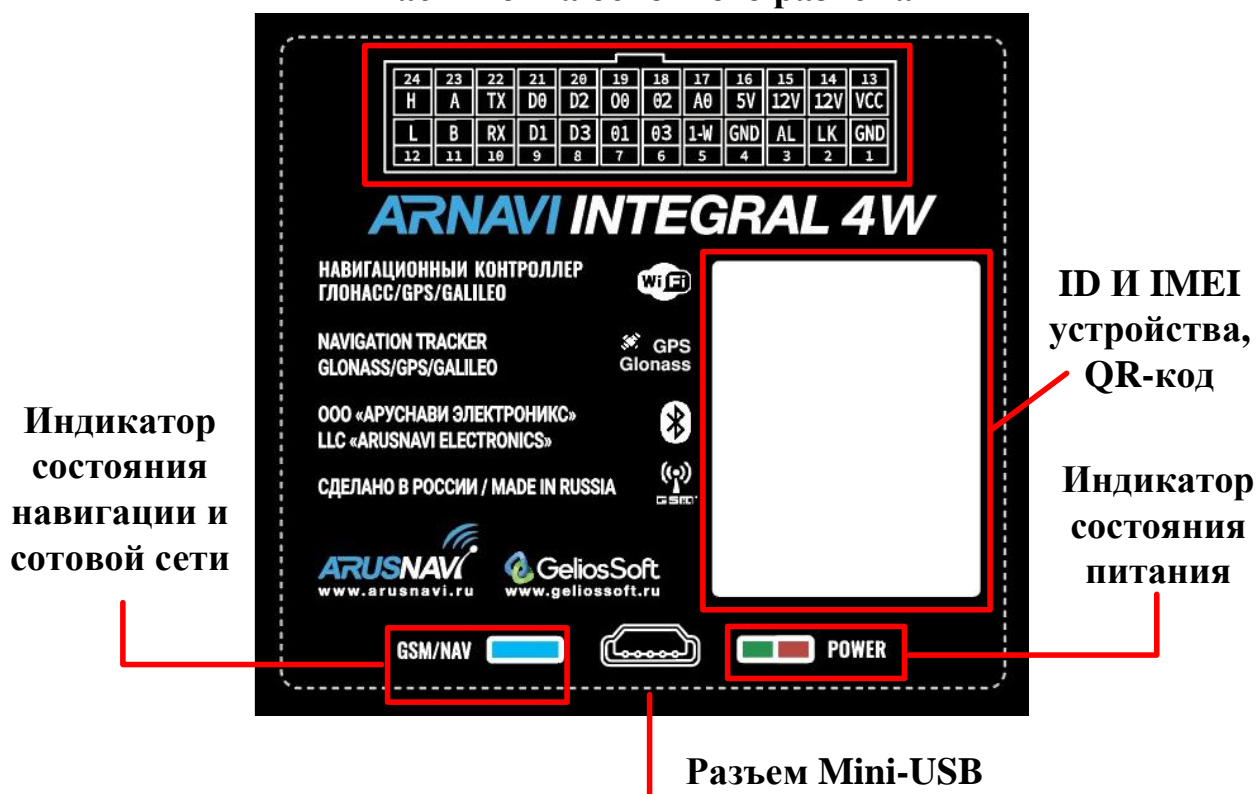 24 23 22 21 20 19 18 17 16 15 14 13
H A TX D0 D2 O0 02 A0 5V 12V 12V VCC
L B RX D1 D3 01 03 1-W GND AL LK GND
12 11 10 9 8 7 6 5 4 3 2 1
ARNAVI INTEGRAL 4W
НАВИГАЦИОННЫЙ КОНТРОЛЛЕР
ГЛОНАСС/GPS/GALILEO
WiFi
NAVIGATION TRACKER
GLONASS/GPS/GALILEO
GPS
Glonass
ООО «АРУСНАВИ ЭЛЕКТРОНИКС»
LLC «ARUSNAVI ELECTRONICS»
СДЕЛАНО В РОССИИ / MADE IN RUSSIA
GSM
ARUSNAVI
www.arusnavi.ru
GeliosSoft
www.geliossoft.ru
GSM/NAV
POWER
ID И IMEI
устройства,
QR-код
Индикатор
состояния
навигации и
сотовой сети
Индикатор
состояния
питания
Разъем Mini-USB